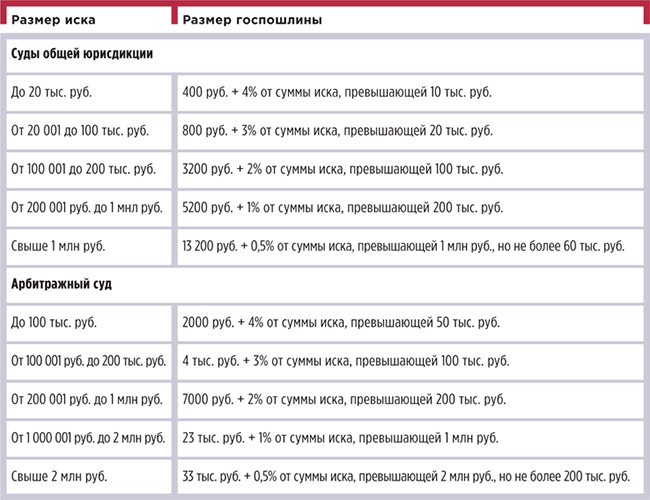 Размер иска Размер госпошлины
Суды общей юрисдикции
До 20 тыс. руб. 400 руб. + 4% от суммы иска, превышающей 10 тыс. руб.
От 20 001 до 100 тыс. руб. 800 руб. + 3% от суммы иска, превышающей 20 тыс. руб.
От 100 001 до 200 тыс. руб. 3200 руб. + 2% от суммы иска, превышающей 100 тыс. руб.
От 200 001 руб. до 1 мнл руб. 5200 руб. + 1% от суммы иска, превышающей 200 тыс. руб.
Свыше 1 млн руб. 13 200 руб. + 0,5% от суммы иска, превышающей 1 млн руб., но не более 60 тыс. руб.
Арбитражный суд
До 100 тыс. руб. 2000 руб. + 4% от суммы иска, превышающей 50 тыс. руб.
От 100 001 руб. до 200 тыс. руб. 4 тыс. руб. + 3% от суммы иска, превышающей 100 тыс. руб.
От 200 001 руб. до 1 млн руб. 7000 руб. + 2% от суммы иска, превышающей 200 тыс. руб.
От 1 000 001 руб. до 2 млн руб. 23 тыс. руб. + 1% от суммы иска, превышающей 1 млн руб.
Свыше 2 млн руб. 33 тыс. руб. + 0,5% от суммы иска, превышающей 2 млн руб., но не более 200 тыс. руб.